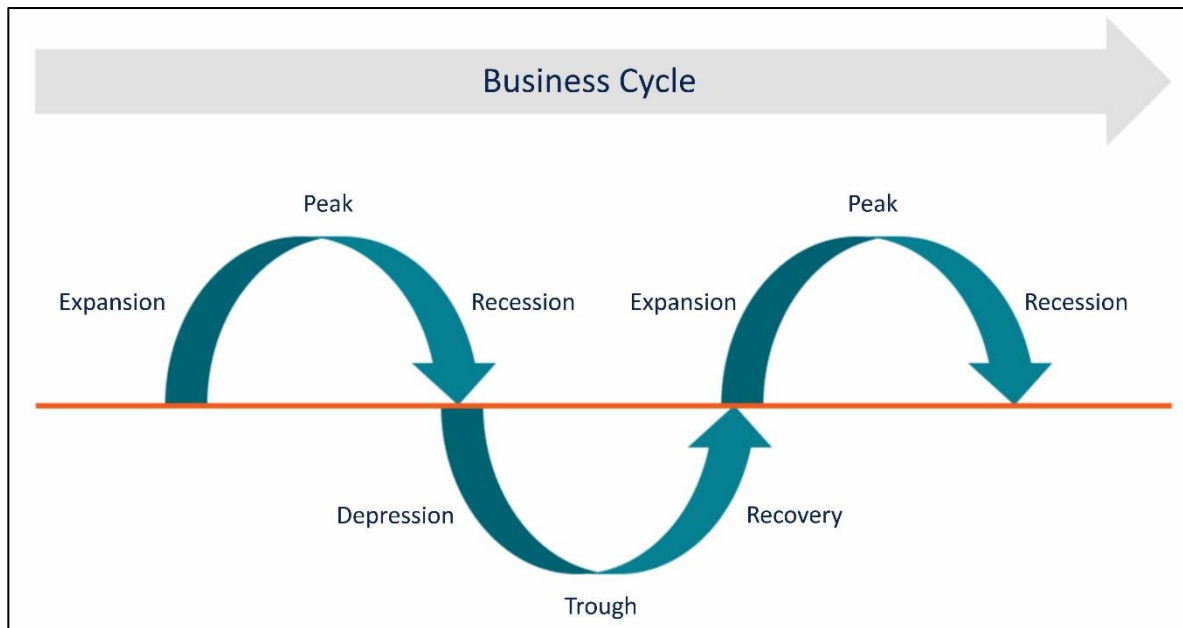 Business Cycle
Peak
Peak
Expansion
Recession
Expansion
Recession
Depression
Recovery
Trough